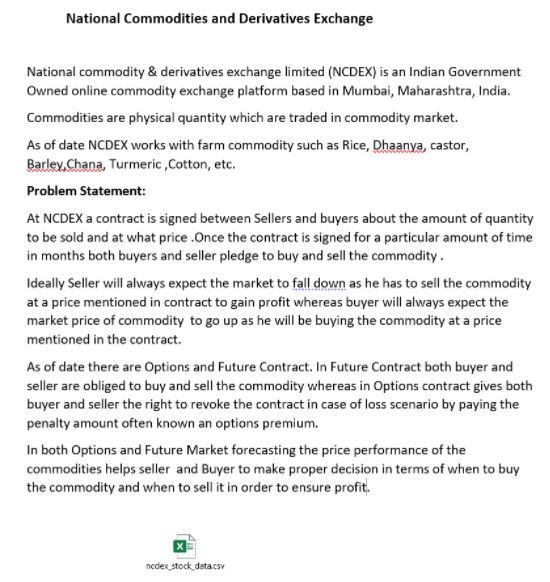 National Commodities and Derivatives Exchange
National commodity & derivatives exchange limited (NCDEX) is an Indian Government
Owned online commodity exchange platform based in Mumbai, Maharashtra, India.
Commodities are physical quantity which are traded in commodity market.
As of date NCDEX works with farm commodity such as Rice, Dhaanya, castor,
Barley,Chana, Turmeric ,Cotton, etc.
Problem Statement:
At NCDEX a contract is signed between Sellers and buyers about the amount of quantity
to be sold and at what price .Once the contract is signed for a particular amount of time
in months both buyers and seller pledge to buy and sell the commodity .
Ideally Seller will always expect the market to fall down as he has to sell the commodity
at a price mentioned in contract to gain profit whereas buyer will always expect the
market price of commodity to go up as he will be buying the commodity at a price
mentioned in the contract.
As of date there are Options and Future Contract. In Future Contract both buyer and
seller are obliged to buy and sell the commodity whereas in Options contract gives both
buyer and seller the right to revoke the contract in case of loss scenario by paying the
penalty amount often known an options premium.
In both Options and Future Market forecasting the price performance of the
commodities helps seller and Buyer to make proper decision in terms of when to buy
the commodity and when to sell it in order to ensure profit.
ncdex_stock_data.csv